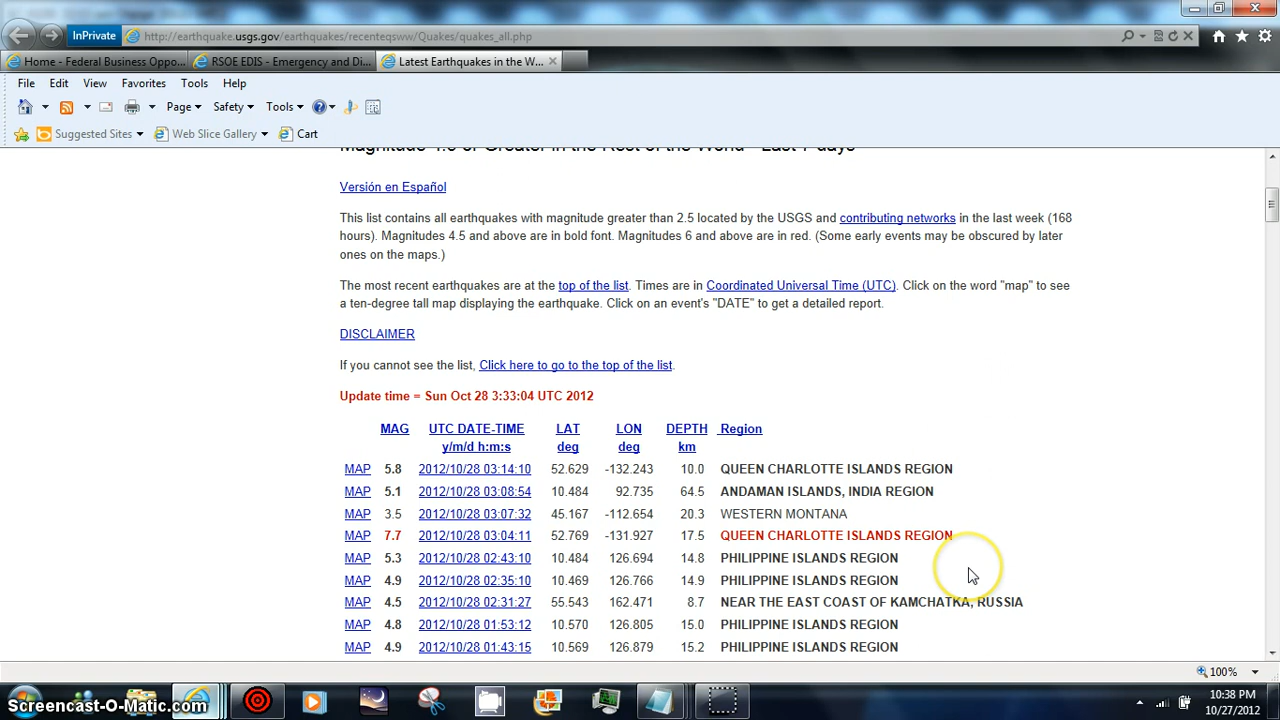 InPrivate http://earthquake.usgs.gov/earthquakes/recenteqsww/Quakes/quakes_all.php
Home - Federal Business Oppo... RSOE EDIS - Emergency and Di... Latest Earthquakes in the W...
File Edit View Favorites Tools Help
Page Safety Tools
Suggested Sites Web Slice Gallery Cart
Magnitude 4.5 or Greater in the Rest of the World - Last 7 days
Versión en Español
This list contains all earthquakes with magnitude greater than 2.5 located by the USGS and contributing networks in the last week (168
hours). Magnitudes 4.5 and above are in bold font. Magnitudes 6 and above are in red. (Some early events may be obscured by later
ones on the maps.)
The most recent earthquakes are at the top of the list. Times are in Coordinated Universal Time (UTC). Click on the word "map" to see
a ten-degree tall map displaying the earthquake. Click on an event's "DATE" to get a detailed report.
DISCLAIMER
If you cannot see the list, Click here to go to the top of the list.
Update time = Sun Oct 28 3:33:04 UTC 2012
MAG UTC DATE-TIME LAT LON DEPTH Region
y/m/d h:m:s deg deg km
MAP 5.8 2012/10/28 03:14:10 52.629 -132.243 10.0 QUEEN CHARLOTTE ISLANDS REGION
MAP 5.1 2012/10/28 03:08:54 10.484 92.735 64.5 ANDAMAN ISLANDS, INDIA REGION
MAP 3.5 2012/10/28 03:07:32 45.167 -112.654 20.3 WESTERN MONTANA
MAP 7.7 2012/10/28 03:04:11 52.769 -131.927 17.5 QUEEN CHARLOTTE ISLANDS REGION
MAP 5.3 2012/10/28 02:43:10 10.484 126.694 14.8 PHILIPPINE ISLANDS REGION
MAP 4.9 2012/10/28 02:35:10 10.469 126.766 14.9 PHILIPPINE ISLANDS REGION
MAP 4.5 2012/10/28 02:31:27 55.543 162.471 8.7 NEAR THE EAST COAST OF KAMCHATKA, RUSSIA
MAP 4.8 2012/10/28 01:53:12 10.570 126.805 15.0 PHILIPPINE ISLANDS REGION
MAP 4.9 2012/10/28 01:43:15 10.569 126.879 15.2 PHILIPPINE ISLANDS REGION
100%
Screencast-O-Matic.com
10:38 PM
10/27/2012